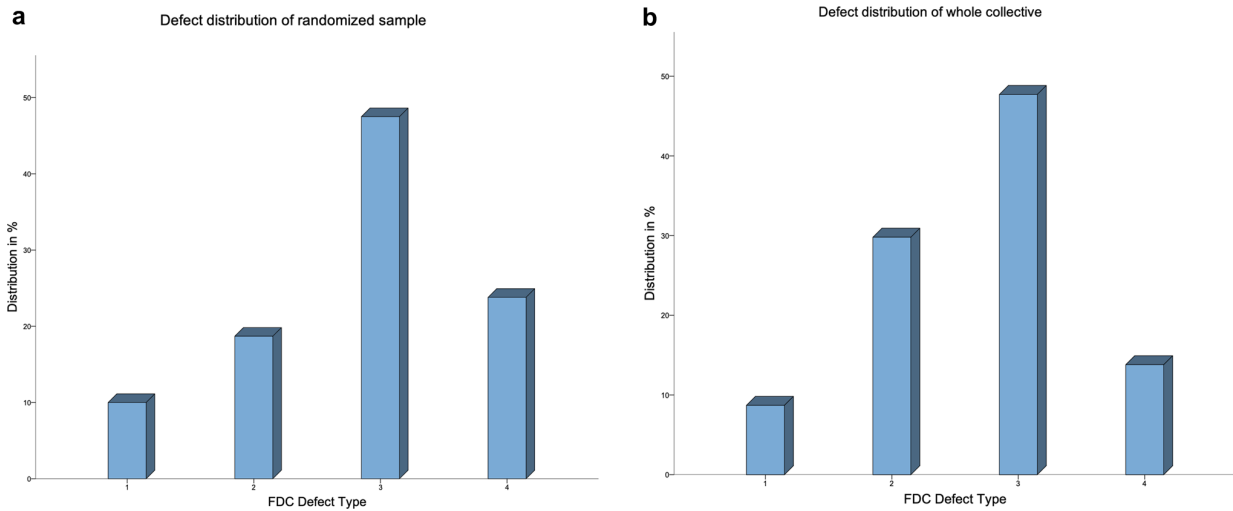 a
Defect distribution of randomized sample
50
40
30
20
10
0
Distribution in %
1 2 3 4
FDC Defect Type
b
Defect distribution of whole collective
50
40
30
20
10
0
Distribution in %
1 2 3 4
FDC Defect Type